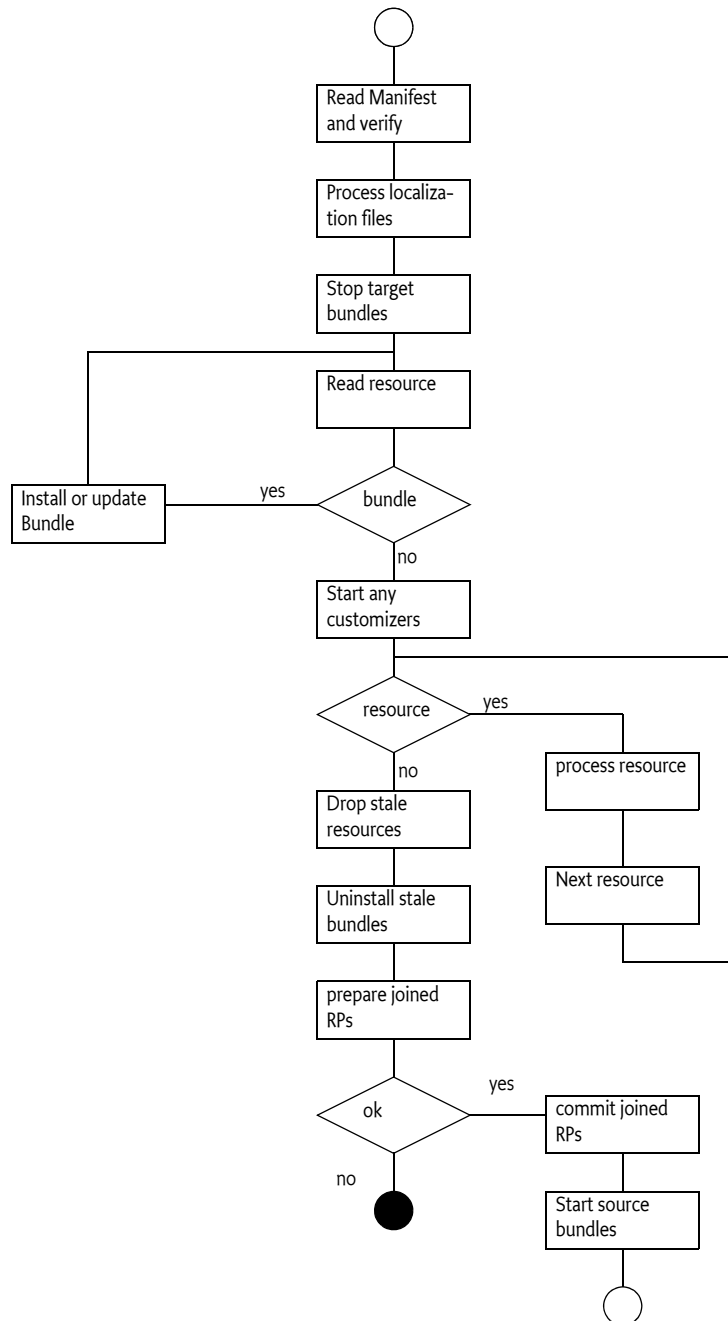 Read Manifest
and verify
Process localiza-
tion files
Stop target
bundles
Read resource
Install or update
Bundle
yes
bundle
no
Start any
customizers
resource
yes
process resource
no
Drop stale
resources
Next resource
Uninstall stale
bundles
prepare joined
RPs
ok
yes
commit joined
RPs
no
Start source
bundles